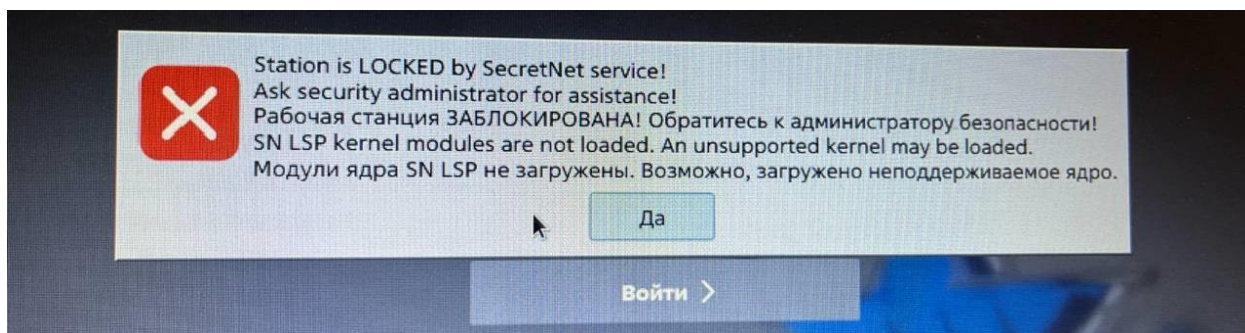 Station is LOCKED by SecretNet service!
Ask security administrator for assistance!
Рабочая станция ЗАБЛОКИРОВАНА! Обратитесь к администратору безопасности!
SN LSP kernel modules are not loaded. An unsupported kernel may be loaded.
Модули ядра SN LSP не загружены. Возможно, загружено неподдерживаемое ядро.
Да
Войти >